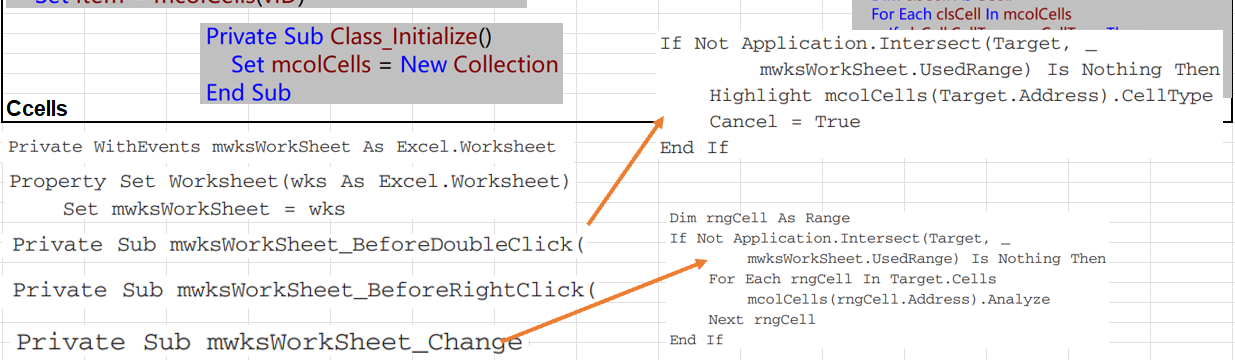 Set Item = mcolCells(vID)
Private Sub Class_Initialize()
Set mcolCells = New Collection
End Sub
Ccells
Private WithEvents mwksWorkSheet As Excel.Worksheet
Property Set Worksheet(wks As Excel.Worksheet)
Set mwksWorkSheet = wks
Private Sub mwksWorkSheet_BeforeDoubleClick(
Private Sub mwksWorkSheet_BeforeRightClick(
Private Sub mwksWorkSheet_Change
For Each clsCell In mcolCells
If Not Application.Intersect(Target, _
mwksWorkSheet.UsedRange) Is Nothing Then
Highlight mcolCells(Target.Address).CellType
Cancel = True
End If
Dim rngCell As Range
If Not Application.Intersect(Target, _
mwksWorkSheet.UsedRange) Is Nothing Then
For Each rngCell In Target.Cells
mcolCells(rngCell.Address).Analyze
Next rngCell
End If